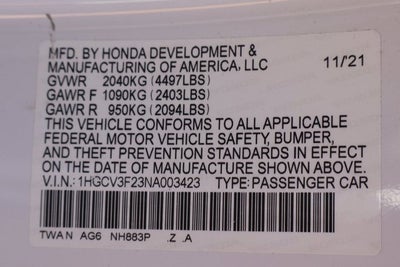 MFD. BY HONDA DEVELOPMENT &
MANUFACTURING OF AMERICA, LLC 11/21
GVWR 2040KG (4497LBS)
GAWR F 1090KG (2403LBS)
GAWR R 950KG (2094LBS)
THIS VEHICLE CONFORMS TO ALL APPLICABLE
FEDERAL MOTOR VEHICLE SAFETY, BUMPER,
AND THEFT PREVENTION STANDARDS IN EFFECT
ON THE DATE OF MANUFACTURE SHOWN ABOVE.
V.I.N.: 1HGCV3F23NA003423 TYPE: PASSENGER CAR
TWA N AG6 NH883P .Z .A